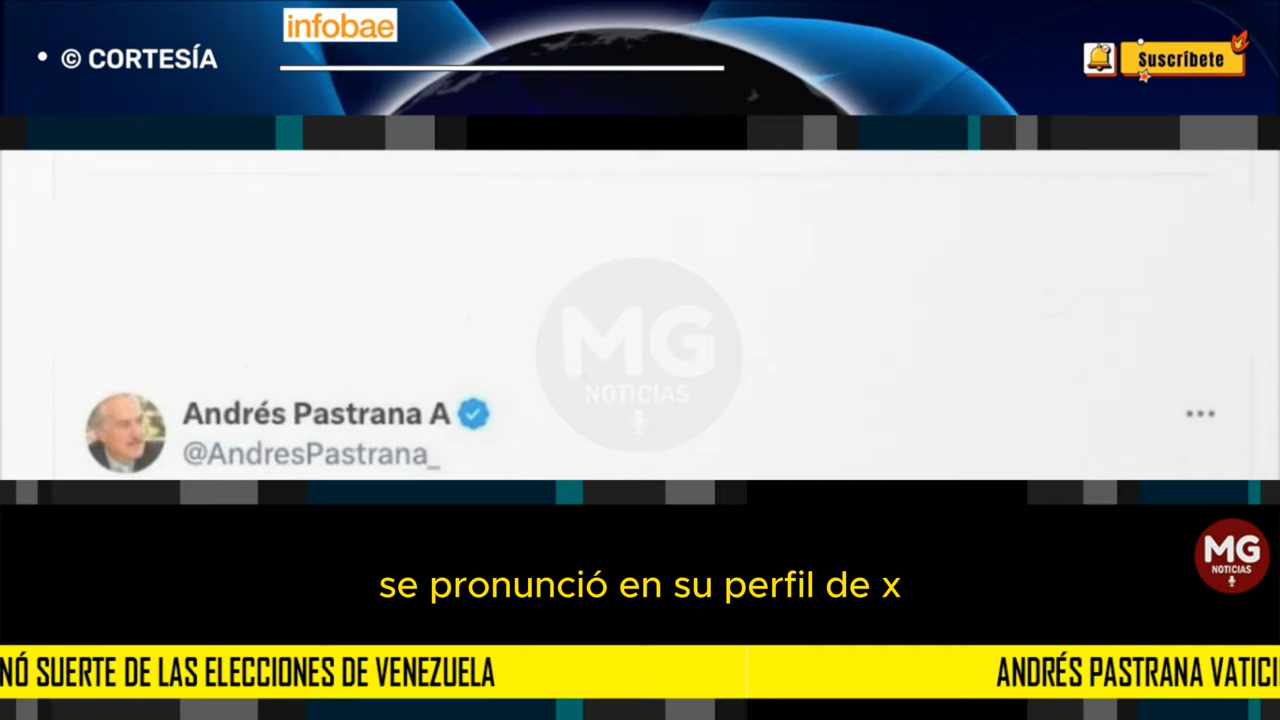 infobae
• © CORTESÍA
Suscríbete
MG
NOTICIAS
Andrés Pastrana A
@AndresPastrana_
MG
NOTICIAS
se pronunció en su perfil de x
NÓ SUERTE DE LAS ELECCIONES DE VENEZUELA
ANDRÉS PASTRANA VATICI